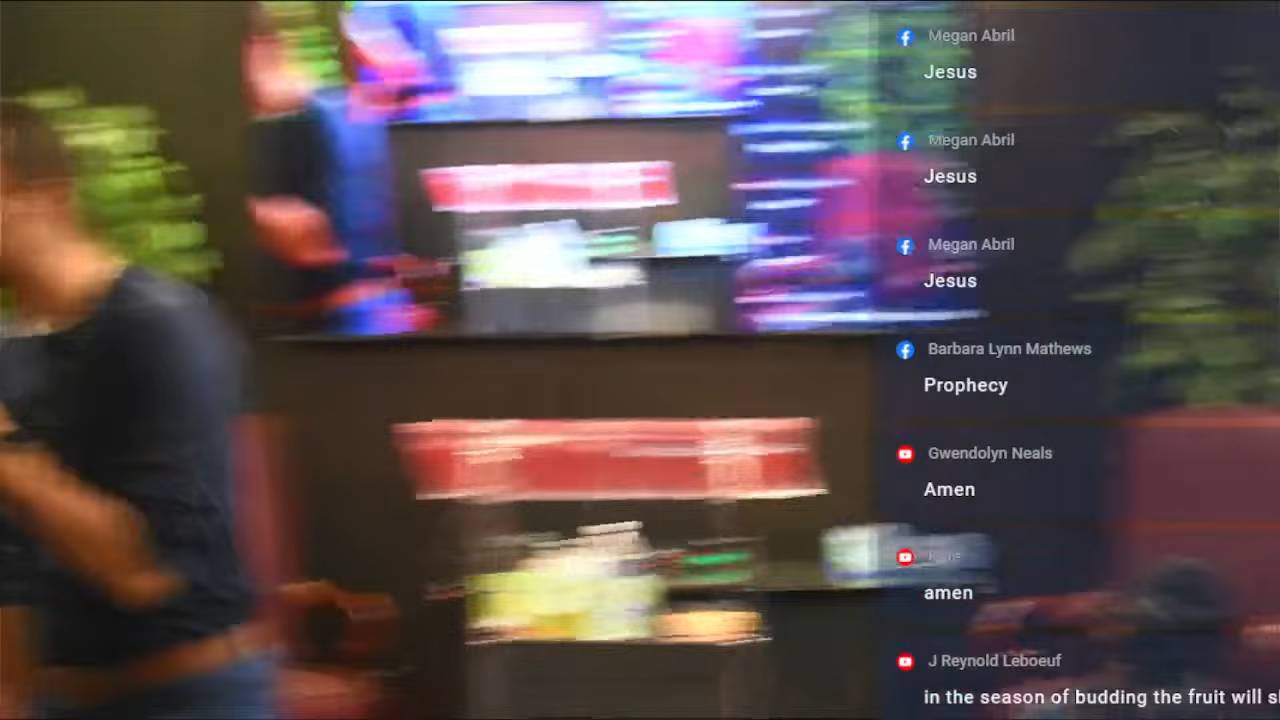 Megan Abril
Jesus
Megan Abril
Jesus
Megan Abril
Jesus
Barbara Lynn Mathews
Prophecy
Gwendolyn Neals
Amen
amen
J Reynold Leboeuf
in the season of budding the fruit will